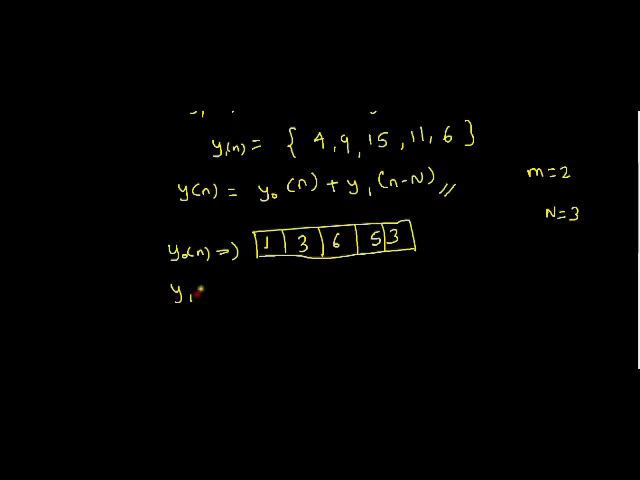 y₁(n) = { 4, 9, 15, 11, 6 }
y(n) = y₀(n) + y₁(n-N)//
m=2
N=3
y₀(n) => 1 3 6 5 3
y₁